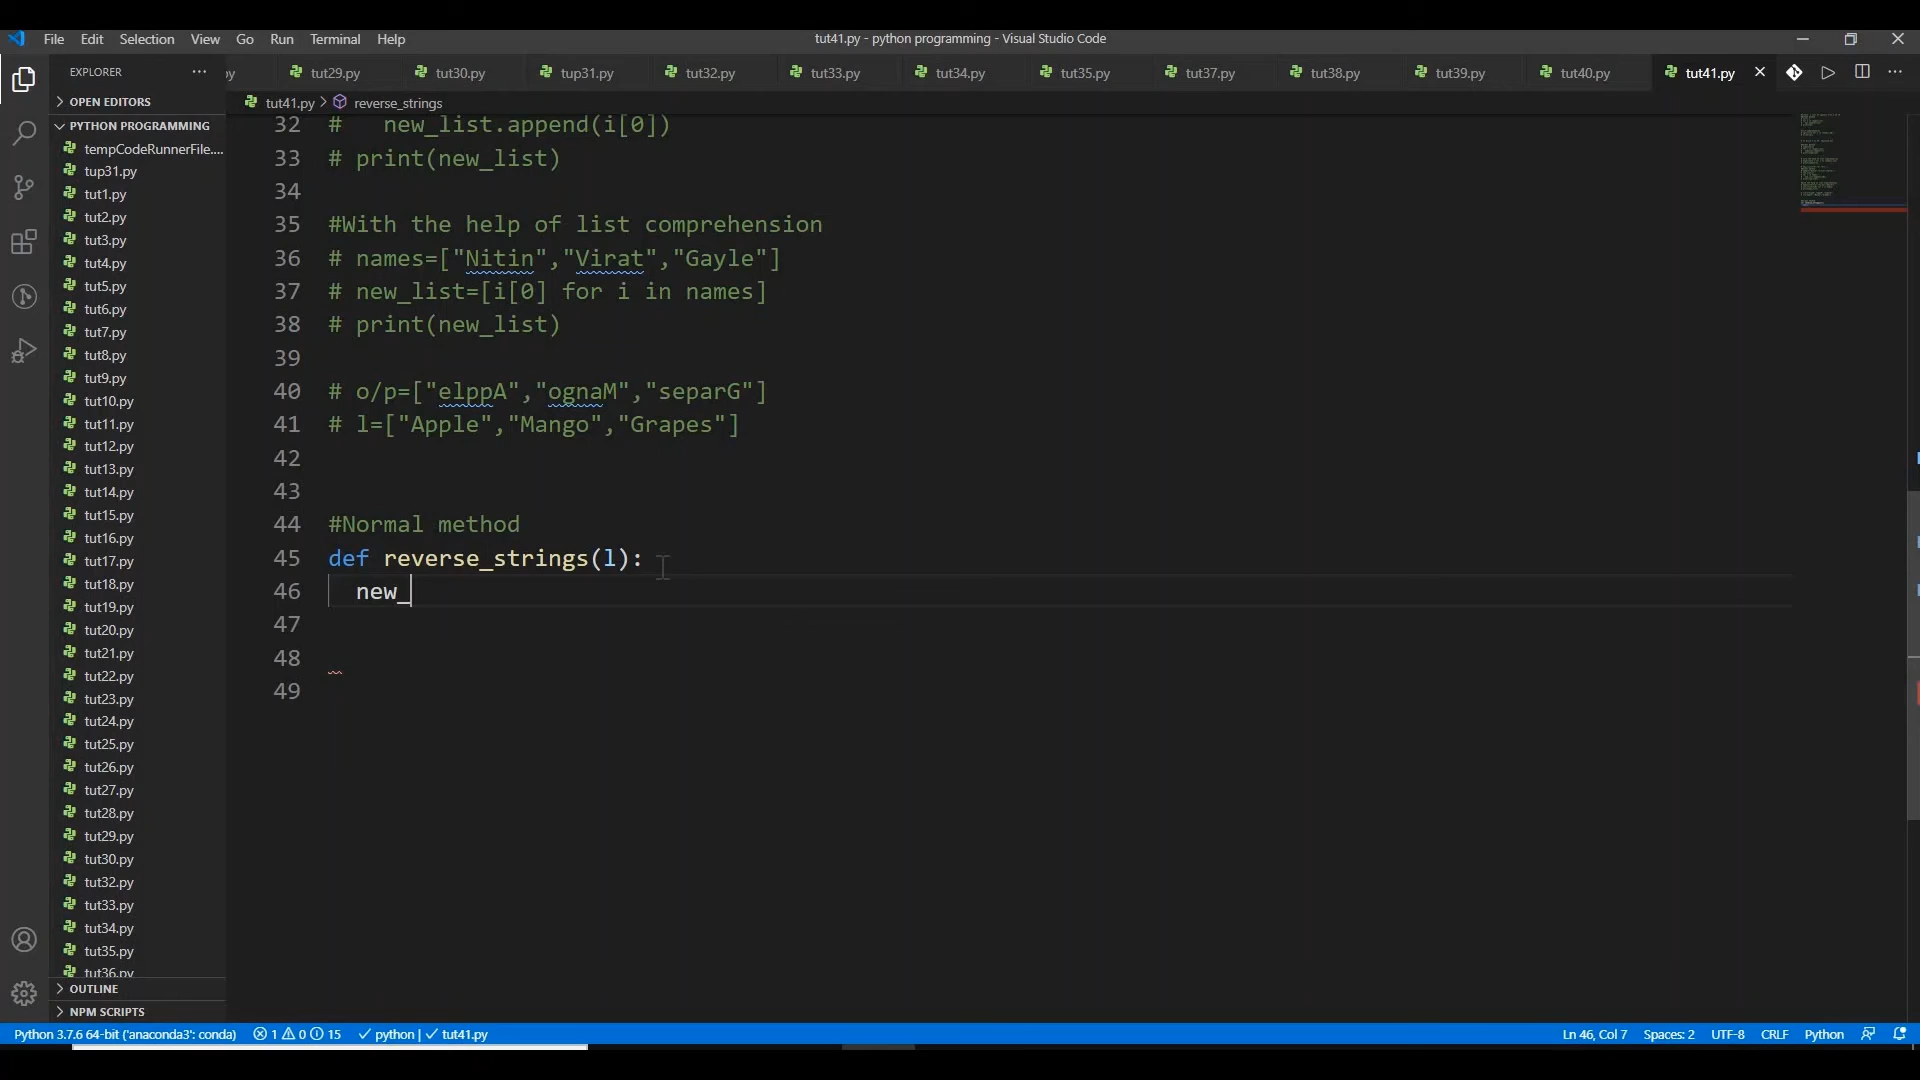 File Edit Selection View Go Run Terminal Help
tut41.py - python programming - Visual Studio Code
EXPLORER
py tut29.py tut30.py tup31.py tut32.py tut33.py tut34.py tut35.py tut37.py tut38.py tut39.py tut40.py tut41.py
OPEN EDITORS
tut41.py > reverse_strings
PYTHON PROGRAMMING
tempCodeRunnerFile....
tup31.py
tut1.py
tut2.py
tut3.py
tut4.py
tut5.py
tut6.py
tut7.py
tut8.py
tut9.py
tut10.py
tut11.py
tut12.py
tut13.py
tut14.py
tut15.py
tut16.py
tut17.py
tut18.py
tut19.py
tut20.py
tut21.py
tut22.py
tut23.py
tut24.py
tut25.py
tut26.py
tut27.py
tut28.py
tut29.py
tut30.py
tut32.py
tut33.py
tut34.py
tut35.py
tut36.py
OUTLINE
NPM SCRIPTS
32 #   new_list.append(i[0])
33 # print(new_list)
34
35 #With the help of list comprehension
36 # names=["Nitin","Virat","Gayle"]
37 # new_list=[i[0] for i in names]
38 # print(new_list)
39
40 # o/p=["elppA","ognaM","separG"]
41 # l=["Apple","Mango","Grapes"]
42
43
44 #Normal method
45 def reverse_strings(l):
46   new_
47
48
49
Python 3.7.6 64-bit ('anaconda3': conda) 1 0 15 python | tut41.py Ln 46, Col 7 Spaces: 2 UTF-8 CRLF Python